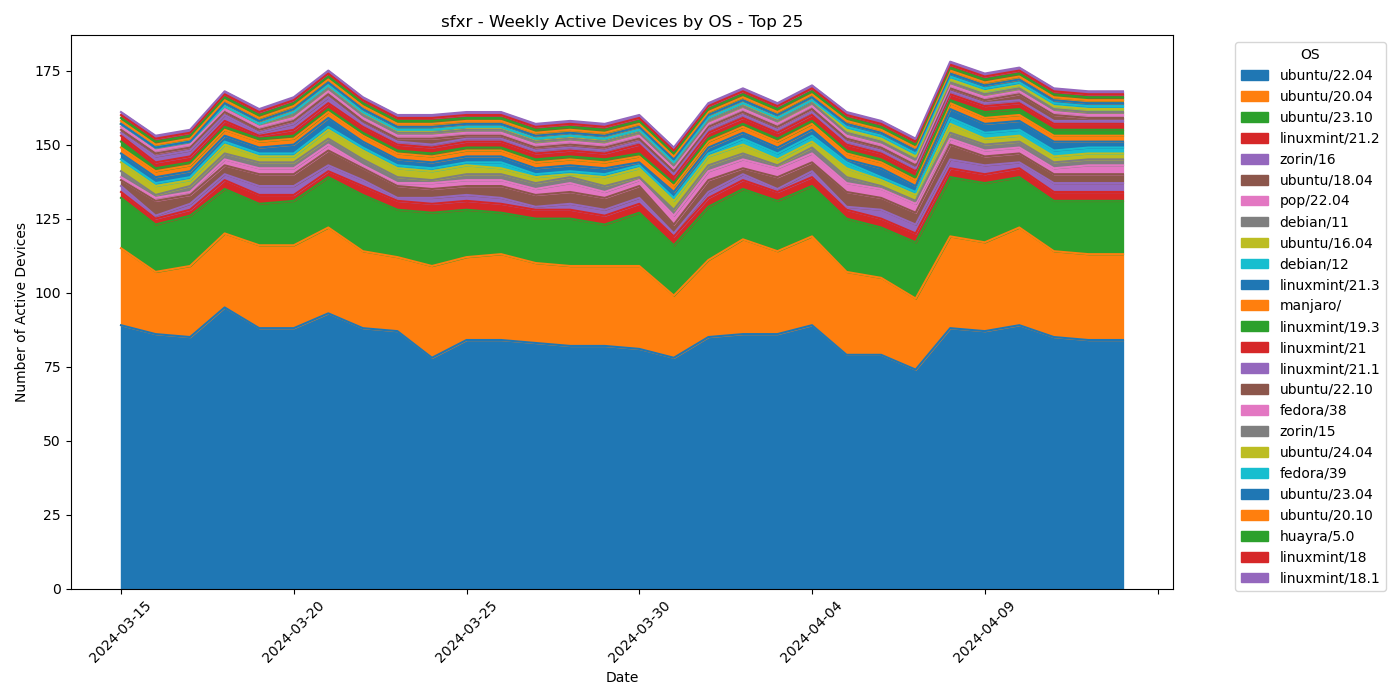 sfxr - Weekly Active Devices by OS - Top 25
Number of Active Devices
175
150
125
100
75
50
25
0
2024-03-15
2024-03-20
2024-03-25
2024-03-30
2024-04-04
2024-04-09
Date
OS
ubuntu/22.04
ubuntu/20.04
ubuntu/23.10
linuxmint/21.2
zorin/16
ubuntu/18.04
pop/22.04
debian/11
ubuntu/16.04
debian/12
linuxmint/21.3
manjaro/
linuxmint/19.3
linuxmint/21
linuxmint/21.1
ubuntu/22.10
fedora/38
zorin/15
ubuntu/24.04
fedora/39
ubuntu/23.04
ubuntu/20.10
huayra/5.0
linuxmint/18
linuxmint/18.1